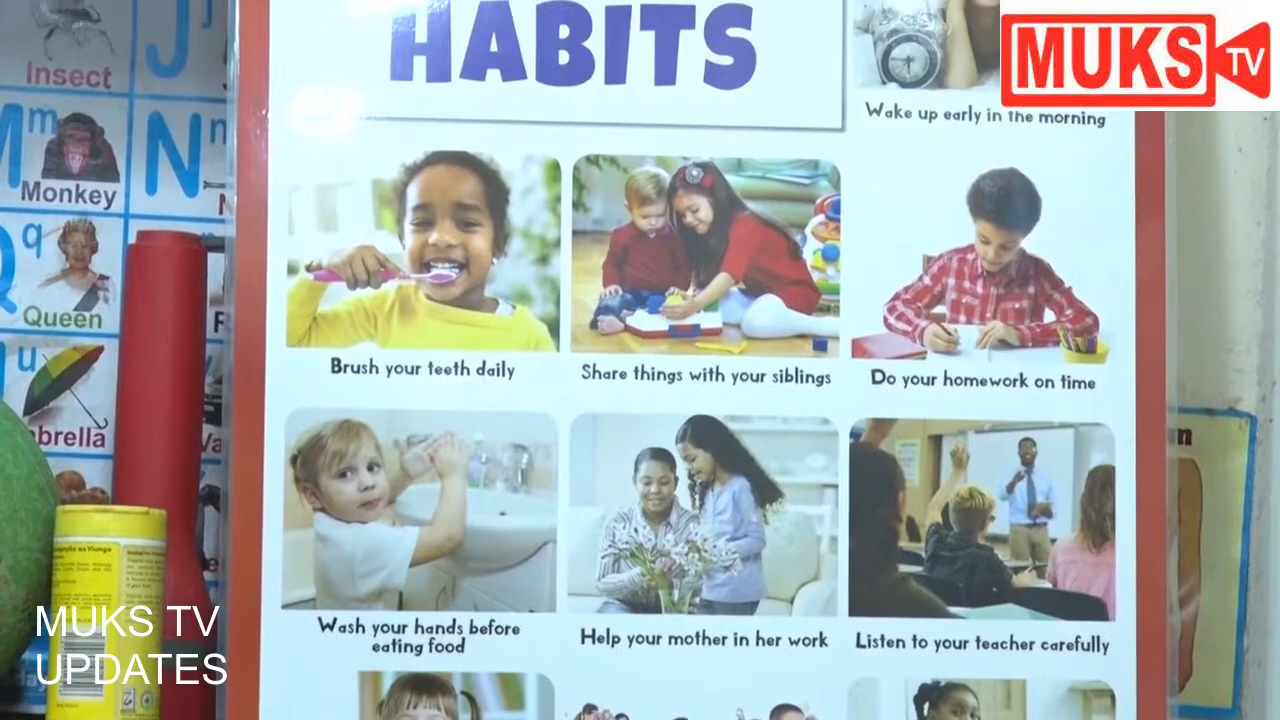 HABITS
MUKS TV
Wake up early in the morning
Insect
J
m
Monkey
N n
Q q
Queen
u
brella
Brush your teeth daily
Share things with your siblings
Do your homework on time
Wash your hands before
eating food
Help your mother in her work
Listen to your teacher carefully
MUKS TV
UPDATES